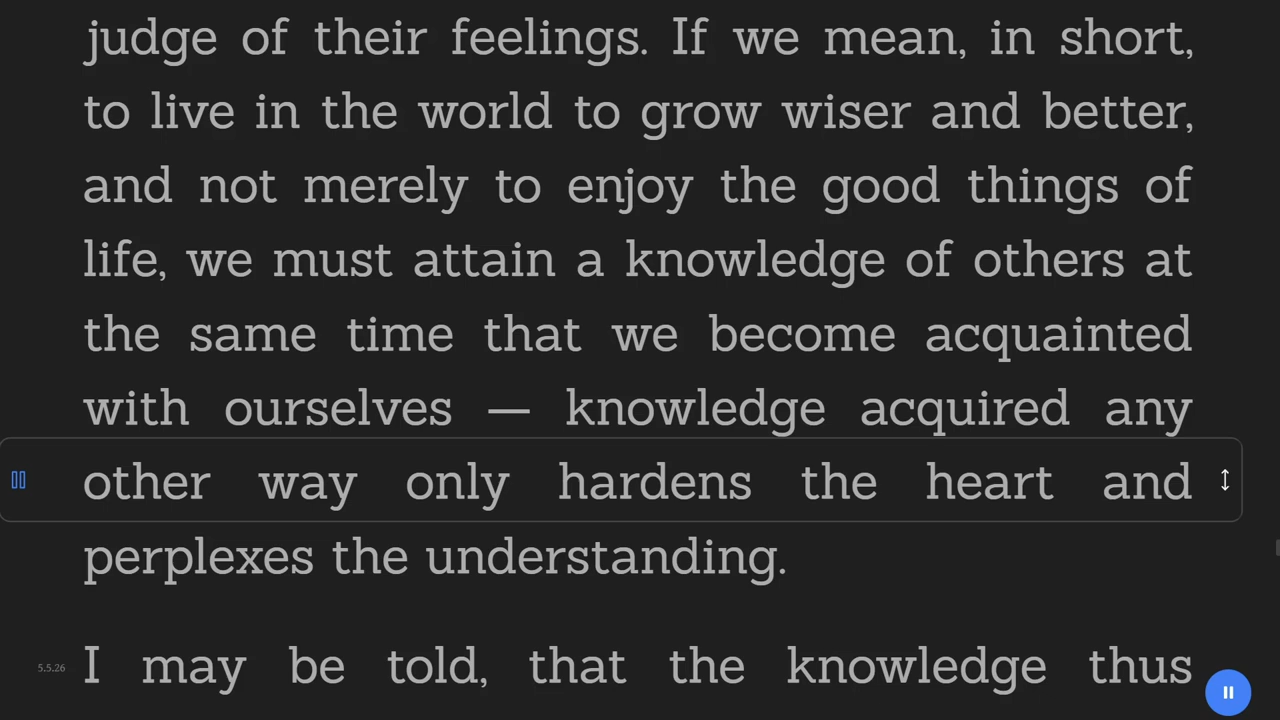 judge of their feelings. If we mean, in short,
to live in the world to grow wiser and better,
and not merely to enjoy the good things of
life, we must attain a knowledge of others at
the same time that we become acquainted
with ourselves — knowledge acquired any
other way only hardens the heart and
perplexes the understanding.
5.5.26 I may be told, that the knowledge thus